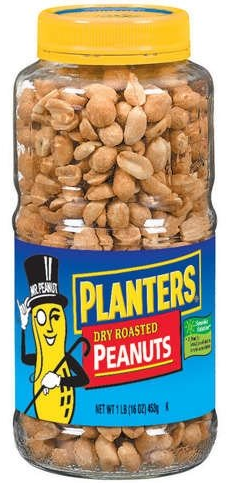 MR. PEANUT
PLANTERS®
DRY ROASTED
PEANUTS
NET WT 1 LB (16 OZ) 453g K